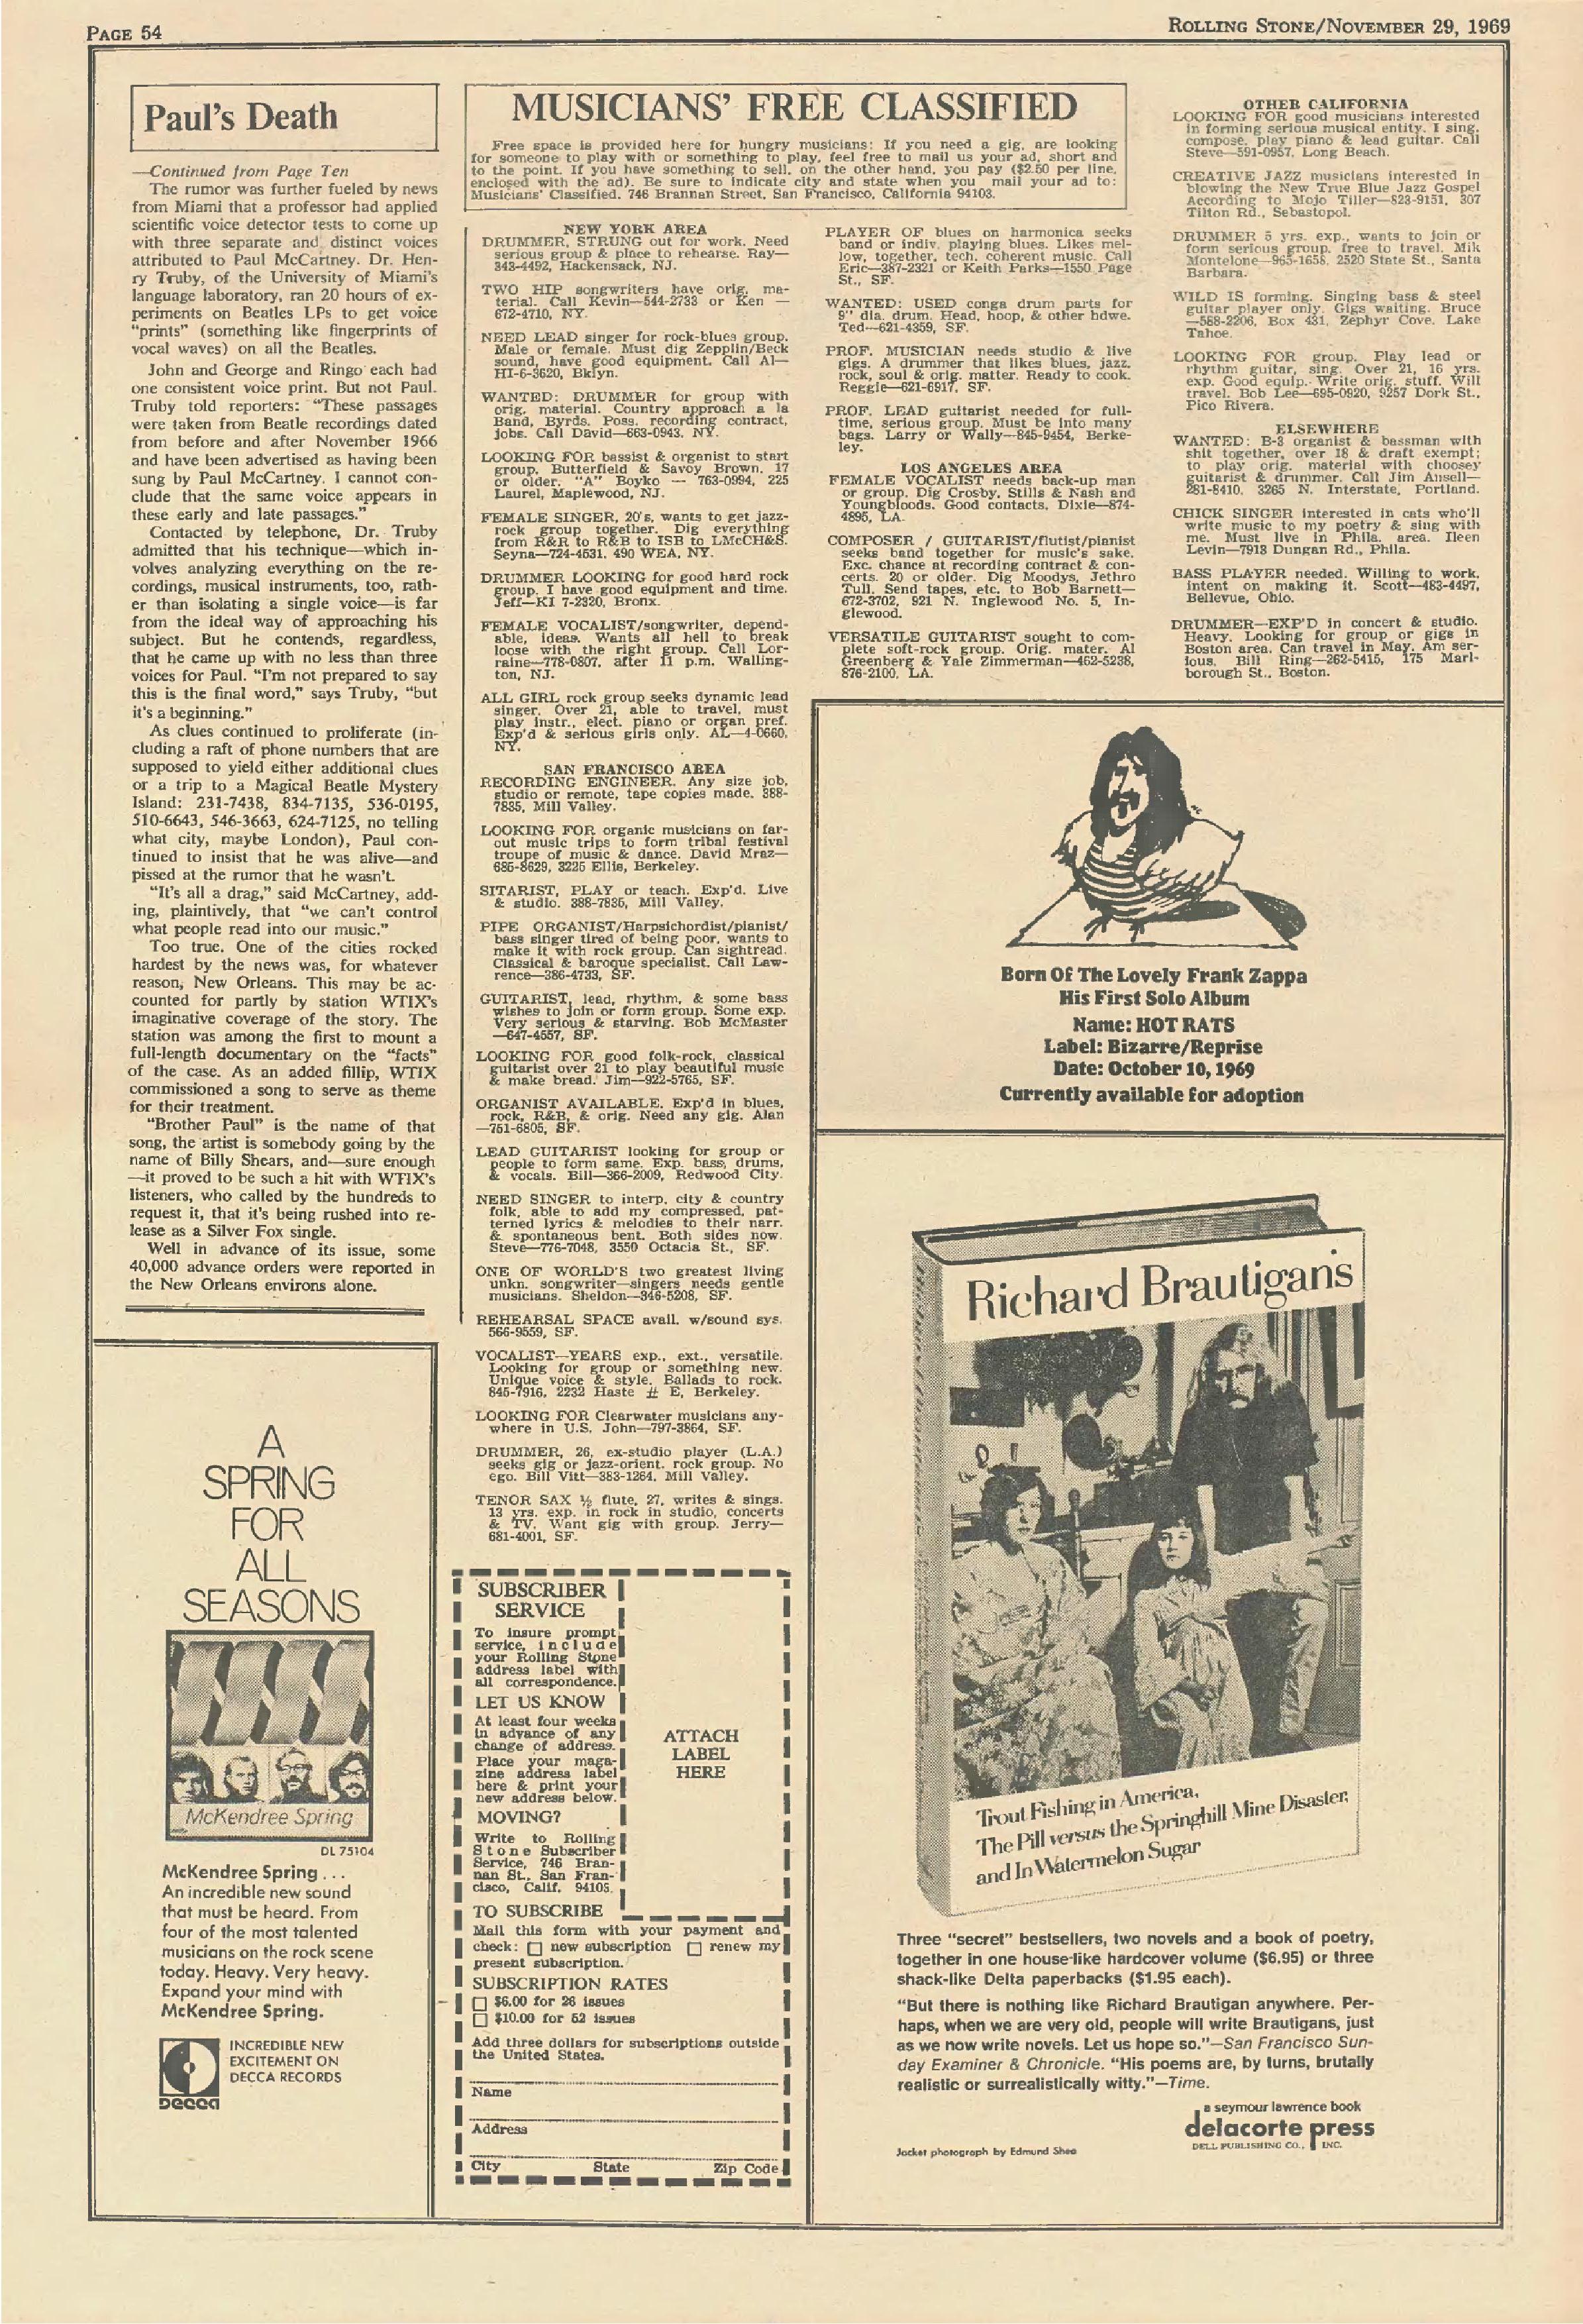 PAGE 54
ROLLING STONE/NOVEMBER 29, 1969
Paul's Death
—Continued from Page Ten
The rumor was further fueled by news
from Miami that a professor had applied
scientific voice detector tests to come up
with three separate and distinct voices
attributed to Paul McCartney. Dr. Hen-
ry Truby, of the University of Miami's
language laboratory, ran 20 hours of ex-
periments on Beatles LPs to get voice
"prints" (something like fingerprints of
vocal waves) on all the Beatles.
John and George and Ringo each had
one consistent voice print. But not Paul.
Truby told reporters: "These passages
were taken from Beatle recordings dated
from before and after November 1966
and have been advertised as having been
sung by Paul McCartney. I cannot con-
clude that the same voice appears in
these early and late passages."
Contacted by telephone, Dr. Truby
admitted that his technique—which in-
volves analyzing everything on the re-
cordings, musical instruments, too, rath-
er than isolating a single voice—is far
from the ideal way of approaching his
subject. But he contends, regardless,
that he came up with no less than three
voices for Paul. "I'm not prepared to say
this is the final word," says Truby, "but
it's a beginning."
As clues continued to proliferate (in-
cluding a raft of phone numbers that are
supposed to yield either additional clues
or a trip to a Magical Beatle Mystery
Island: 231-7438, 834-7135, 536-0195,
510-6643, 546-3663, 624-7125, no telling
what city, maybe London), Paul con-
tinued to insist that he was alive—and
pissed at the rumor that he wasn't.
"It's all a drag," said McCartney, add-
ing, plaintively, that "we can't control
what people read into our music."
Too true. One of the cities rocked
hardest by the news was, for whatever
reason, New Orleans. This may be ac-
counted for partly by station WTIX's
imaginative coverage of the story. The
station was among the first to mount a
full-length documentary on the "facts"
of the case. As an added fillip, WTIX
commissioned a song to serve as theme
for their treatment.
"Brother Paul" is the name of that
song, the artist is somebody going by the
name of Billy Shears, and—sure enough
—it proved to be such a hit with WTIX's
listeners, who called by the hundreds to
request it, that it's being rushed into re-
lease as a Silver Fox single.
Well in advance of its issue, some
40,000 advance orders were reported in
the New Orleans environs alone.
A
SPRING
FOR
ALL
SEASONS
McKendree Spring
DL 75104
McKendree Spring . . .
An incredible new sound
that must be heard. From
four of the most talented
musicians on the rock scene
today. Heavy. Very heavy.
Expand your mind with
McKendree Spring.
INCREDIBLE NEW
EXCITEMENT ON
DECCA RECORDS
DECCA
MUSICIANS' FREE CLASSIFIED
Free space is provided here for hungry musicians: If you need a gig, are looking
for someone to play with or something to play, feel free to mail us your ad, short and
to the point. If you have something to sell, on the other hand, you pay ($2.50 per line,
enclosed with the ad). Be sure to indicate city and state when you mail your ad to:
Musicians' Classified, 746 Brannan Street, San Francisco, California 94103.
NEW YORK AREA
DRUMMER, STRUNG out for work. Need
serious group & place to rehearse. Ray—
343-4492, Hackensack, NJ.
TWO HIP songwriters have orig. ma-
terial. Call Kevin—544-2733 or Ken —
672-4710, NY.
NEED LEAD singer for rock-blues group.
Male or female. Must dig Zepplin/Beck
sound, have good equipment. Call Al—
HI-6-3620, Bklyn.
WANTED: DRUMMER for group with
orig. material. Country approach a la
Band, Byrds. Poss. recording contract,
jobs. Call David—663-0943, NY.
LOOKING FOR bassist & organist to start
group. Butterfield & Savoy Brown. 17
or older. "A" Boyko — 763-0994, 225
Laurel, Maplewood, NJ.
FEMALE SINGER, 20's, wants to get jazz-
rock group together. Dig everything
from R&R to R&B to ISB to LMcCH&S.
Seyna—724-4531, 490 WEA, NY.
DRUMMER LOOKING for good hard rock
group. I have good equipment and time.
Jeff—KI 7-2320, Bronx.
FEMALE VOCALIST/songwriter, depend-
able, ideas. Wants all hell to break
loose with the right group. Call Lor-
raine—778-0807, after 11 p.m. Walling-
ton, NJ.
ALL GIRL rock group seeks dynamic lead
singer. Over 21, able to travel, must
play instr., elect. piano or organ pref.
Exp'd & serious girls only. AL—4-0660,
NY.
SAN FRANCISCO AREA
RECORDING ENGINEER. Any size job,
studio or remote, tape copies made. 388-
7835, Mill Valley.
LOOKING FOR organic musicians on far-
out music trips to form tribal festival
troupe of music & dance. David Mraz—
686-8629, 3225 Ellis, Berkeley.
SITARIST, PLAY or teach. Exp'd. Live
& studio. 388-7835, Mill Valley.
PIPE ORGANIST/Harpsichordist/pianist/
bass singer tired of being poor, wants to
make it with rock group. Can sightread.
Classical & baroque specialist. Call Law-
rence—386-4733, SF.
GUITARIST, lead, rhythm, & some bass
wishes to join or form group. Some exp.
Very serious & starving. Bob McMaster
—647-4557, SF.
LOOKING FOR good folk-rock, classical
guitarist over 21 to play beautiful music
& make bread. Jim—922-5765, SF.
ORGANIST AVAILABLE. Exp'd in blues,
rock, R&B, & orig. Need any gig. Alan
—751-6805, SF.
LEAD GUITARIST looking for group or
people to form same. Exp. bass, drums,
& vocals. Bill—366-2009, Redwood City.
NEED SINGER to interp. city & country
folk, able to add my compressed, pat-
terned lyrics & melodies to their narr.
& spontaneous bent. Both sides now.
Steve—776-7048, 3550 Octacia St., SF.
ONE OF WORLD'S two greatest living
unkn. songwriter—singers needs gentle
musicians. Sheldon—346-5208, SF.
REHEARSAL SPACE avail. w/sound sys.
566-9559, SF.
VOCALIST—YEARS exp., ext., versatile.
Looking for group or something new.
Unique voice & style. Ballads to rock.
845-7916, 2232 Haste # E, Berkeley.
LOOKING FOR Clearwater musicians any-
where in U.S. John—797-3864, SF.
DRUMMER, 26, ex-studio player (L.A.)
seeks gig or jazz-orient. rock group. No
ego. Bill Vitt—383-1264, Mill Valley.
TENOR SAX ½ flute, 27, writes & sings.
13 yrs. exp. in rock in studio, concerts
& TV. Want gig with group. Jerry—
681-4001, SF.
SUBSCRIBER
SERVICE
To insure prompt
service, include
your Rolling Stone
address label with
all correspondence.
LET US KNOW
At least four weeks
in advance of any
change of address.
Place your maga-
zine address label
here & print your
new address below.
MOVING?
Write to Rolling
Stone Subscriber
Service, 746 Bran-
nan St., San Fran-
cisco, Calif. 94103.
ATTACH
LABEL
HERE
TO SUBSCRIBE
Mail this form with your payment and
check: □ new subscription □ renew my
present subscription.
SUBSCRIPTION RATES
□ $6.00 for 26 issues
□ $10.00 for 52 issues
Add three dollars for subscriptions outside
the United States.
Name
Address
City State Zip Code
PLAYER OF blues on harmonica seeks
band or indiv. playing blues. Likes mel-
low, together, tech. coherent music. Call
Eric—387-2321 or Keith Parks—1550 Page
St., SF.
WANTED: USED conga drum parts for
9" dia. drum. Head, hoop, & other hdwe.
Ted—621-4359, SF.
PROF. MUSICIAN needs studio & live
gigs. A drummer that likes blues, jazz,
rock, soul & orig. matter. Ready to cook.
Reggie—621-6917, SF.
PROF. LEAD guitarist needed for full-
time, serious group. Must be into many
bags. Larry or Wally—845-9454, Berke-
ley.
LOS ANGELES AREA
FEMALE VOCALIST needs back-up man
or group. Dig Crosby, Stills & Nash and
Youngbloods. Good contacts, Dixie—874-
4895, LA.
COMPOSER / GUITARIST/flutist/pianist
seeks band together for music's sake.
Exc. chance at recording contract & con-
certs. 20 or older. Dig Moodys, Jethro
Tull. Send tapes, etc. to Bob Barnett—
672-3702, 921 N. Inglewood No. 5, In-
glewood.
VERSATILE GUITARIST sought to com-
plete soft-rock group. Orig. mater. Al
Greenberg & Yale Zimmerman—462-5238,
876-2100, LA.
OTHER CALIFORNIA
LOOKING FOR good musicians interested
in forming serious musical entity. I sing,
compose, play piano & lead guitar. Call
Steve—591-0957, Long Beach.
CREATIVE JAZZ musicians interested in
blowing the New True Blue Jazz Gospel
According to Mojo Tiller—823-9151, 307
Tilton Rd., Sebastopol.
DRUMMER 5 yrs. exp., wants to join or
form serious group, free to travel. Mik
Montelone—965-1658, 2520 State St., Santa
Barbara.
WILD IS forming. Singing bass & steel
guitar player only. Gigs waiting. Bruce
—588-2206, Box 431, Zephyr Cove, Lake
Tahoe.
LOOKING FOR group. Play lead or
rhythm guitar, sing. Over 21, 16 yrs.
exp. Good equip. Write orig. stuff. Will
travel. Bob Lee—695-0920, 9257 Dork St.,
Pico Rivera.
ELSEWHERE
WANTED: B-3 organist & bassman with
shit together, over 18 & draft exempt;
to play orig. material with choosey
guitarist & drummer. Call Jim Ansell—
281-8410, 3265 N. Interstate, Portland.
CHICK SINGER interested in cats who'll
write music to my poetry & sing with
me. Must live in Phila. area. Ileen
Levin—7918 Dungan Rd., Phila.
BASS PLAYER needed. Willing to work,
intent on making it. Scott—483-4497,
Bellevue, Ohio.
DRUMMER—EXP'D in concert & studio.
Heavy. Looking for group or gigs in
Boston area. Can travel in May. Am ser-
ious. Bill Ring—262-5415, 175 Marl-
borough St., Boston.
Born Of The Lovely Frank Zappa
His First Solo Album
Name: HOT RATS
Label: Bizarre/Reprise
Date: October 10, 1969
Currently available for adoption
Richard Brautigan's
Trout Fishing in America,
The Pill versus the Springhill Mine Disaster,
and In Watermelon Sugar
Three "secret" bestsellers, two novels and a book of poetry,
together in one house-like hardcover volume ($6.95) or three
shack-like Delta paperbacks ($1.95 each).
"But there is nothing like Richard Brautigan anywhere. Per-
haps, when we are very old, people will write Brautigans, just
as we now write novels. Let us hope so."—San Francisco Sun-
day Examiner & Chronicle. "His poems are, by turns, brutally
realistic or surrealistically witty."—Time.
a seymour lawrence book
delacorte press
DELL PUBLISHING CO., INC.
Jacket photograph by Edmund Shea